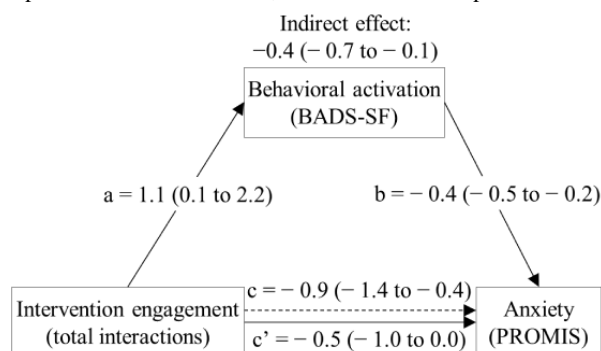 Indirect effect:
−0.4 (− 0.7 to − 0.1)
Behavioral activation
(BADS-SF)
a = 1.1 (0.1 to 2.2)
b = − 0.4 (− 0.5 to − 0.2)
Intervention engagement
(total interactions)
c = − 0.9 (− 1.4 to − 0.4)
c’ = − 0.5 (− 1.0 to 0.0)
Anxiety
(PROMIS)